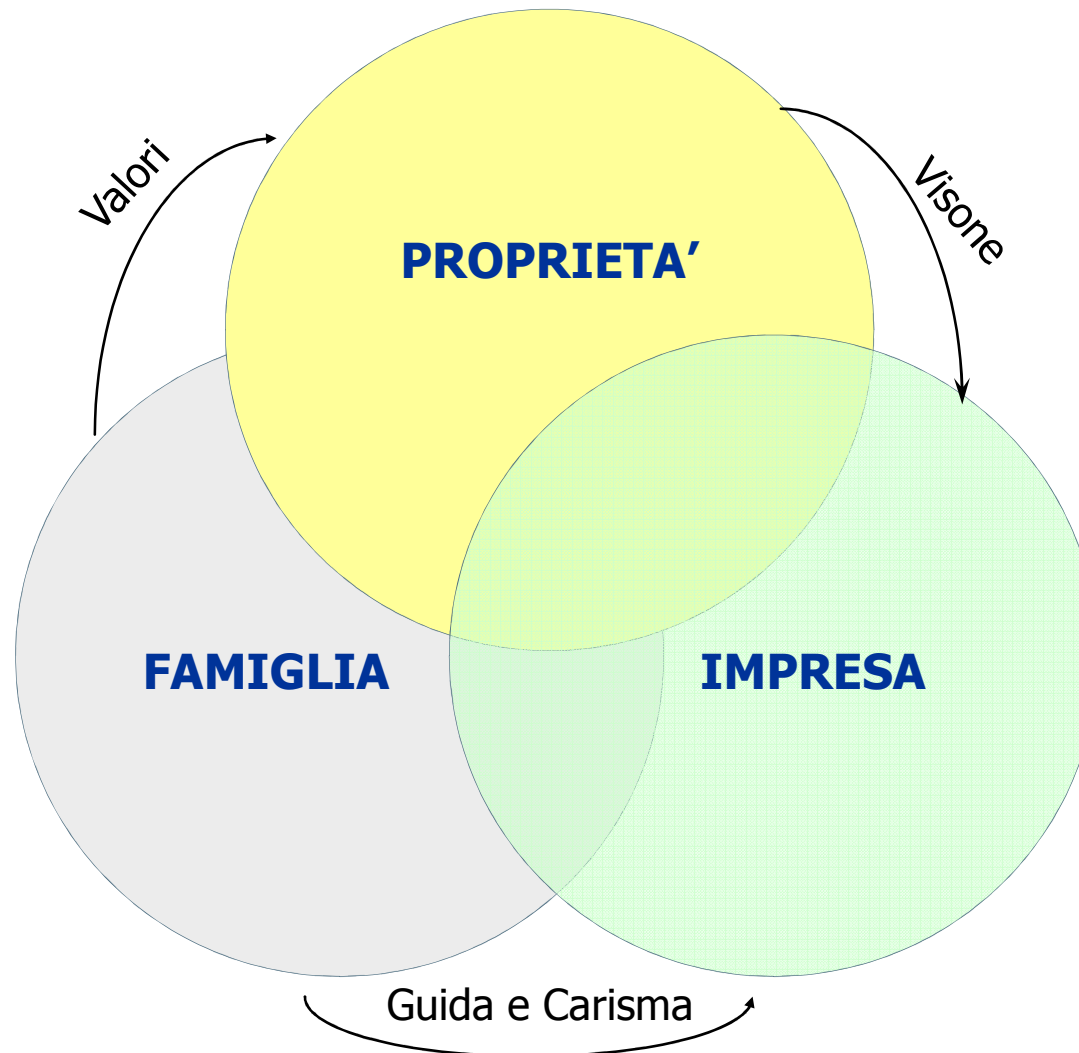 Valori
Visone
PROPRIETA’
FAMIGLIA
IMPRESA
Guida e Carisma